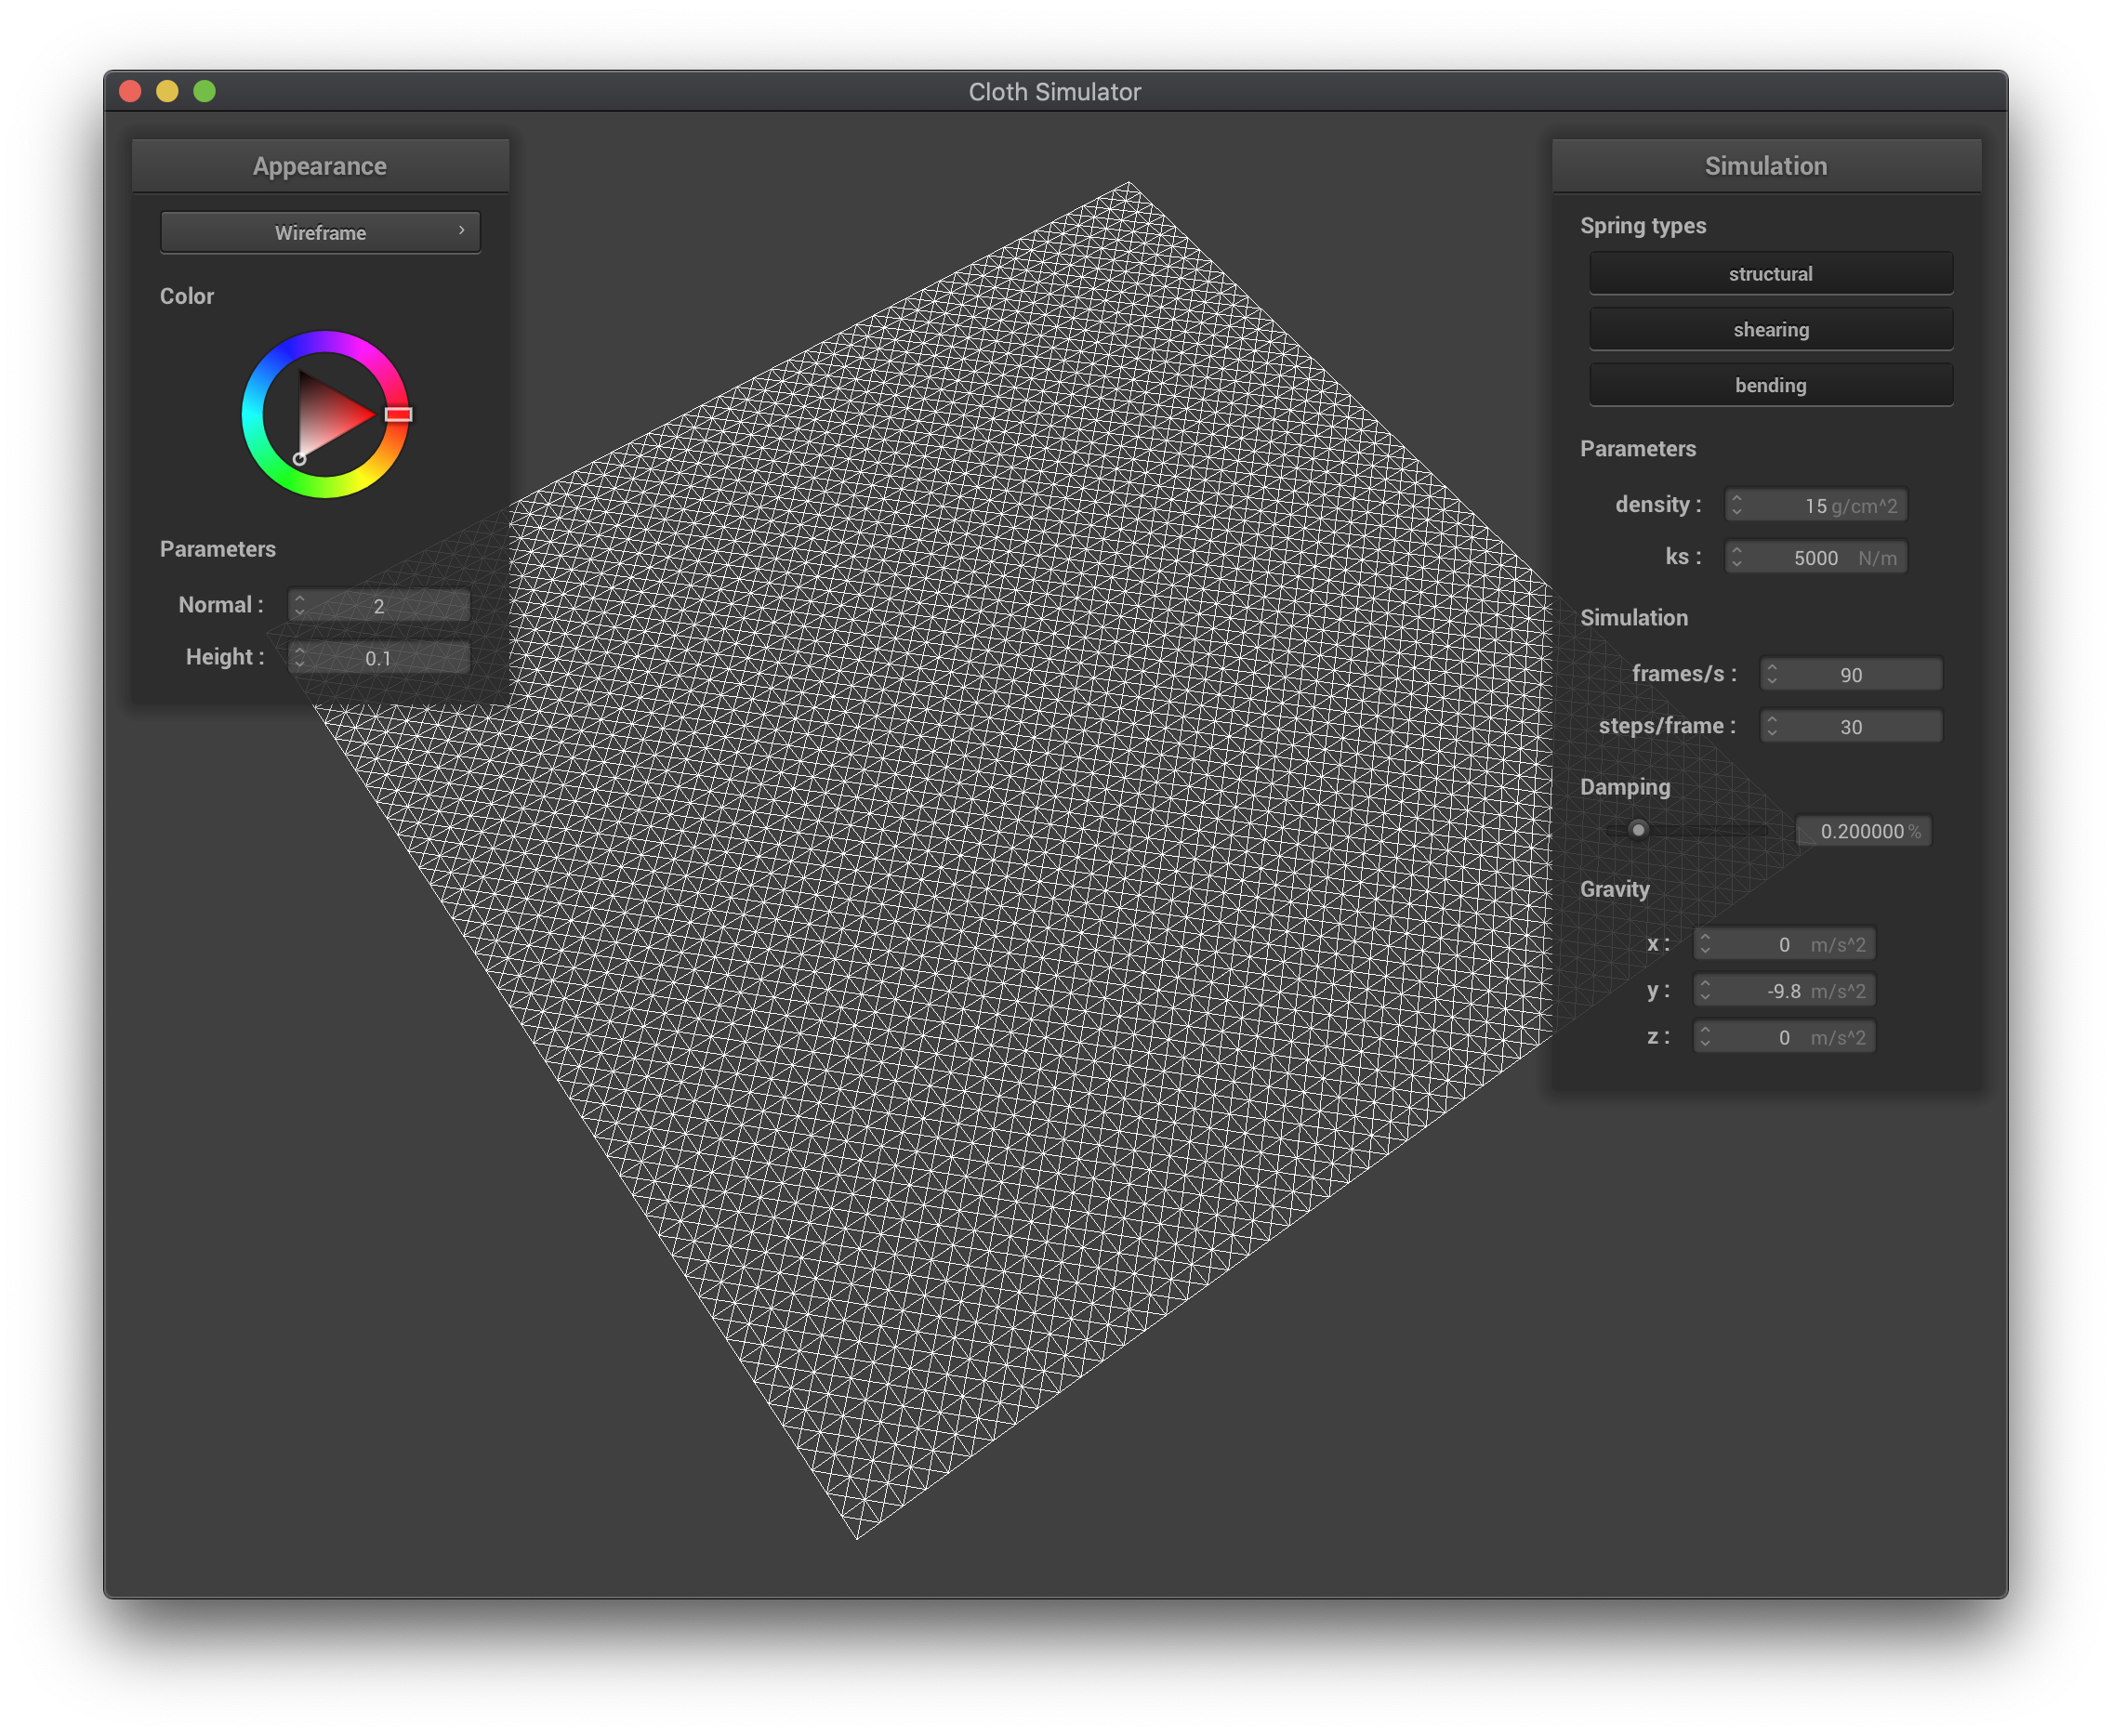 Cloth Simulator
Appearance
Wireframe
Color
Parameters
Normal : 2
Height : 0.1
Simulation
Spring types
structural
shearing
bending
Parameters
density : 15 g/cm^2
ks : 5000 N/m
Simulation
frames/s : 90
steps/frame : 30
Damping
0.200000 %
Gravity
x : 0 m/s^2
y : -9.8 m/s^2
z : 0 m/s^2